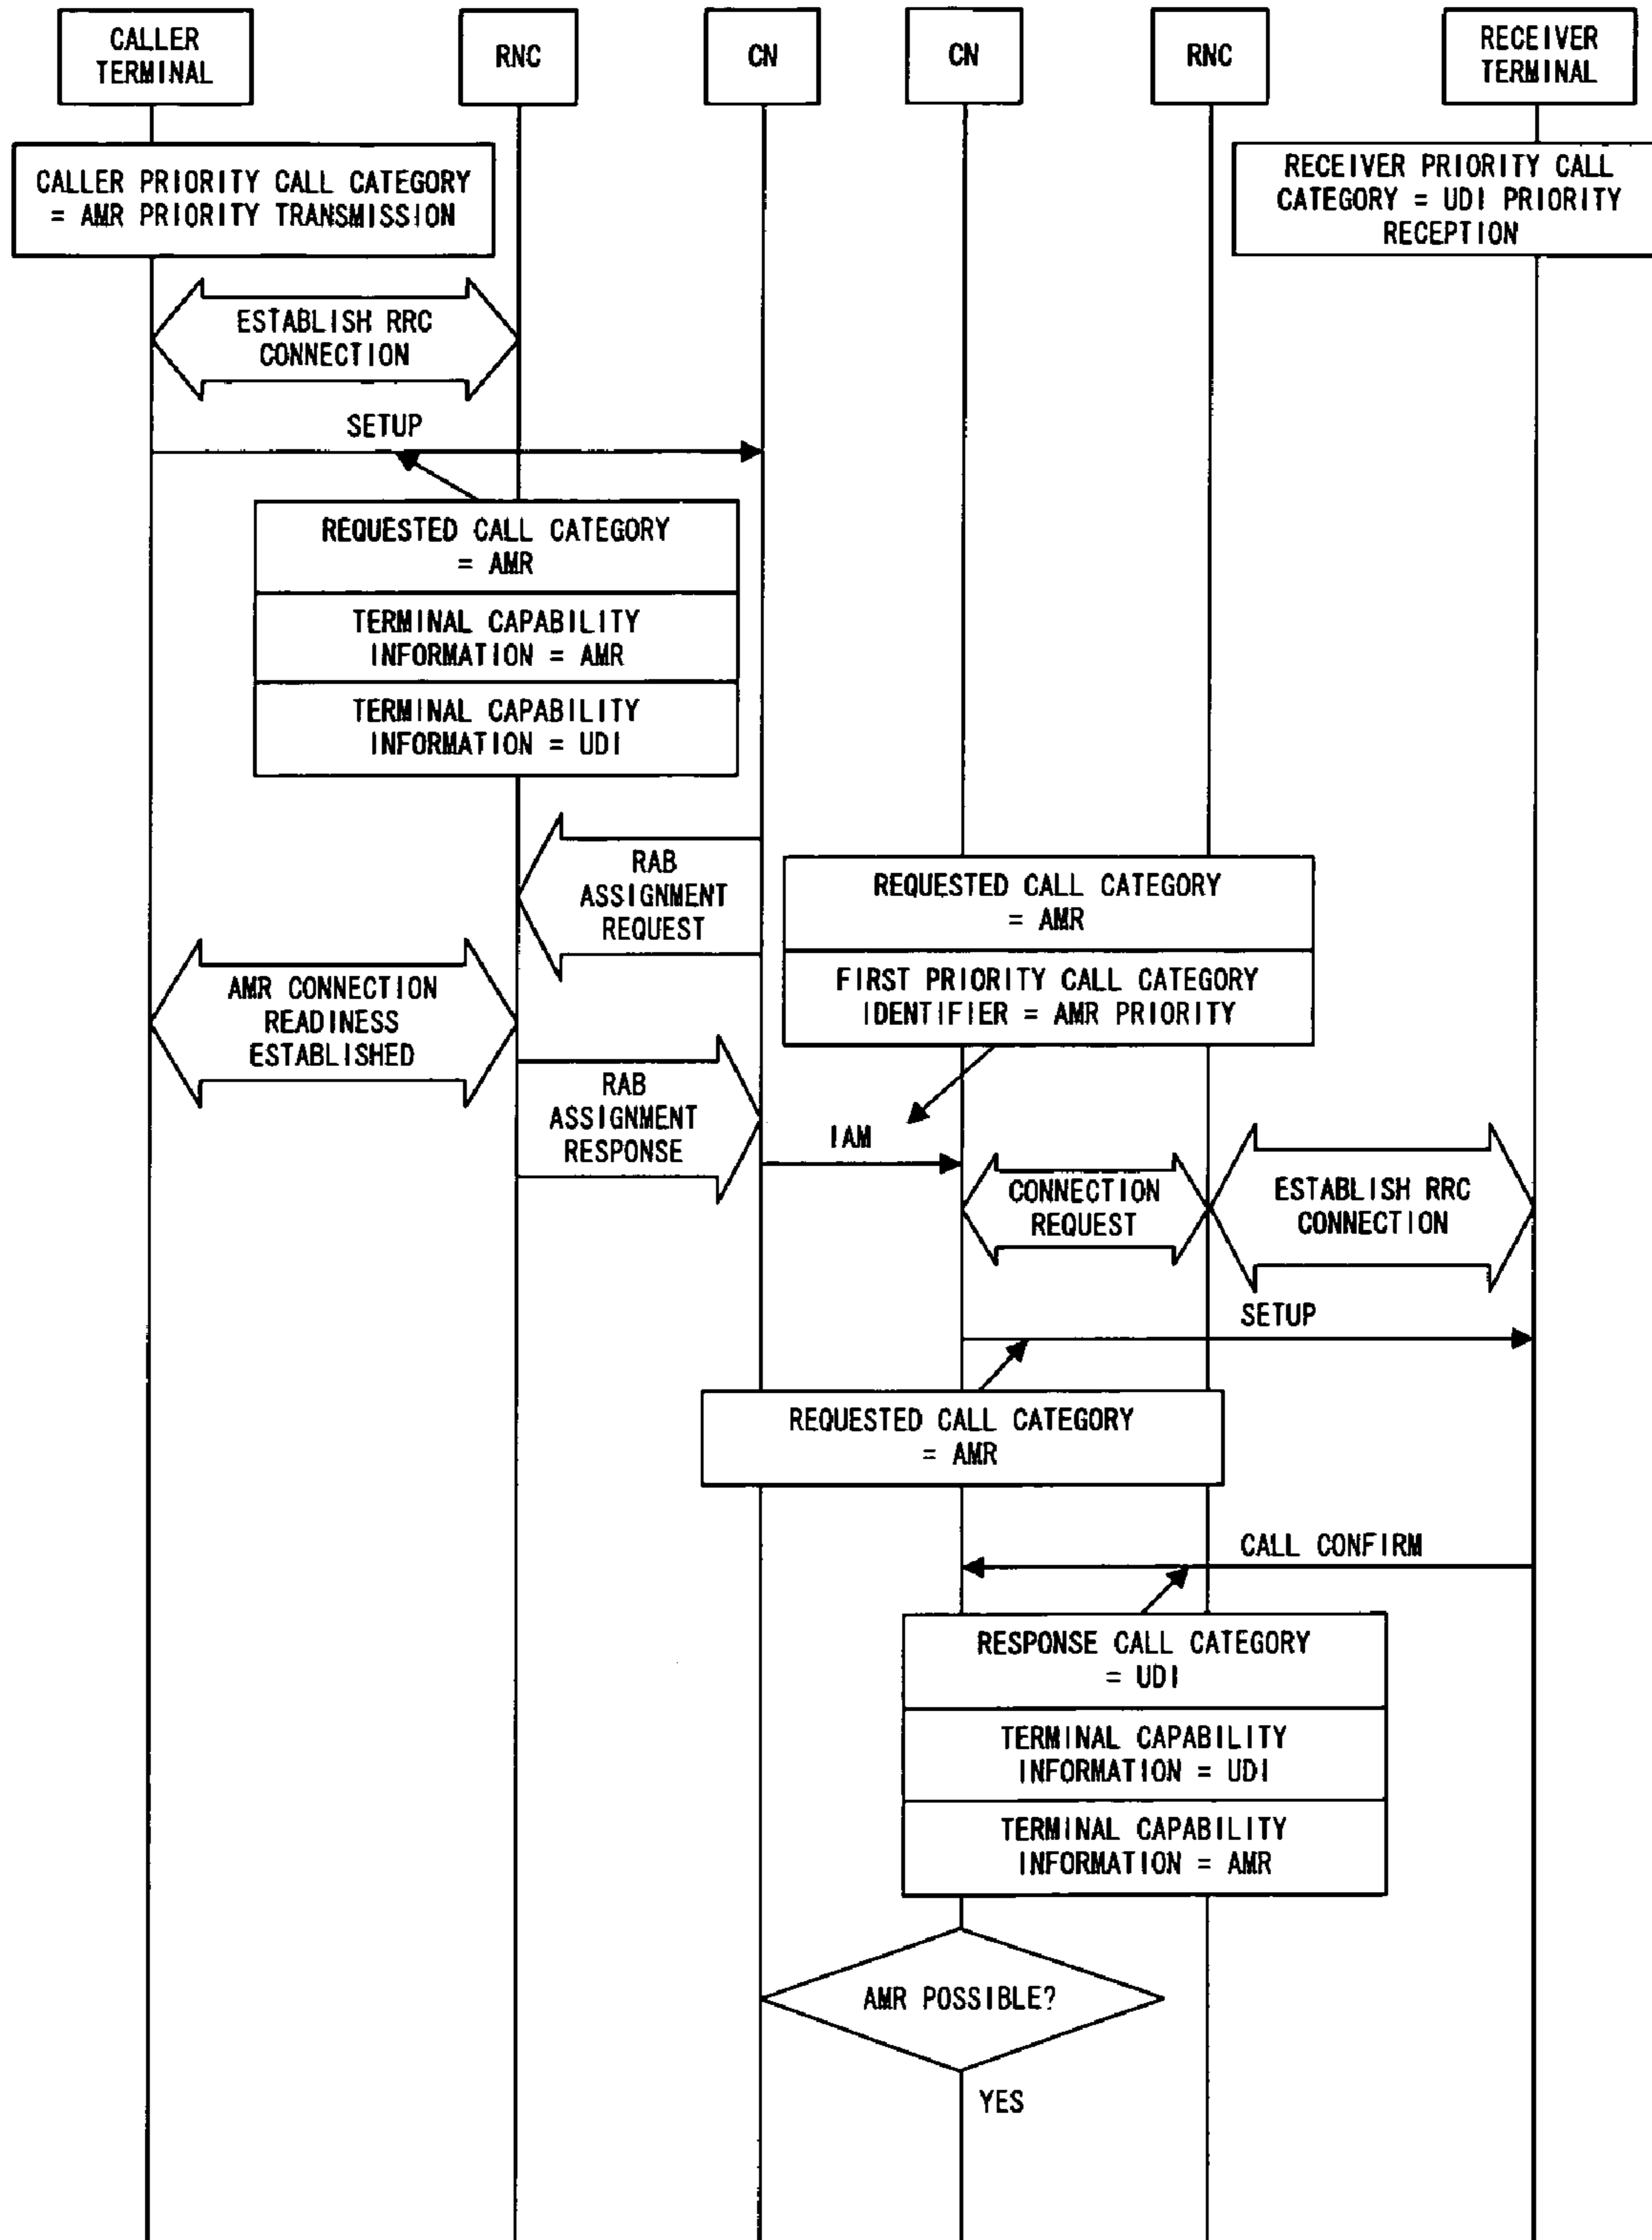 CALLER
TERMINAL
RNC
CN
CN
RNC
RECEIVER
TERMINAL
CALLER PRIORITY CALL CATEGORY
= AMR PRIORITY TRANSMISSION
RECEIVER PRIORITY CALL
CATEGORY = UDI PRIORITY
RECEPTION
ESTABLISH RRC
CONNECTION
SETUP
REQUESTED CALL CATEGORY
= AMR
TERMINAL CAPABILITY
INFORMATION = AMR
TERMINAL CAPABILITY
INFORMATION = UDI
RAB
ASSIGNMENT
REQUEST
REQUESTED CALL CATEGORY
= AMR
FIRST PRIORITY CALL CATEGORY
IDENTIFIER = AMR PRIORITY
AMR CONNECTION
READINESS
ESTABLISHED
RAB
ASSIGNMENT
RESPONSE
IAM
CONNECTION
REQUEST
ESTABLISH RRC
CONNECTION
SETUP
REQUESTED CALL CATEGORY
= AMR
CALL CONFIRM
RESPONSE CALL CATEGORY
= UDI
TERMINAL CAPABILITY
INFORMATION = UDI
TERMINAL CAPABILITY
INFORMATION = AMR
AMR POSSIBLE?
YES